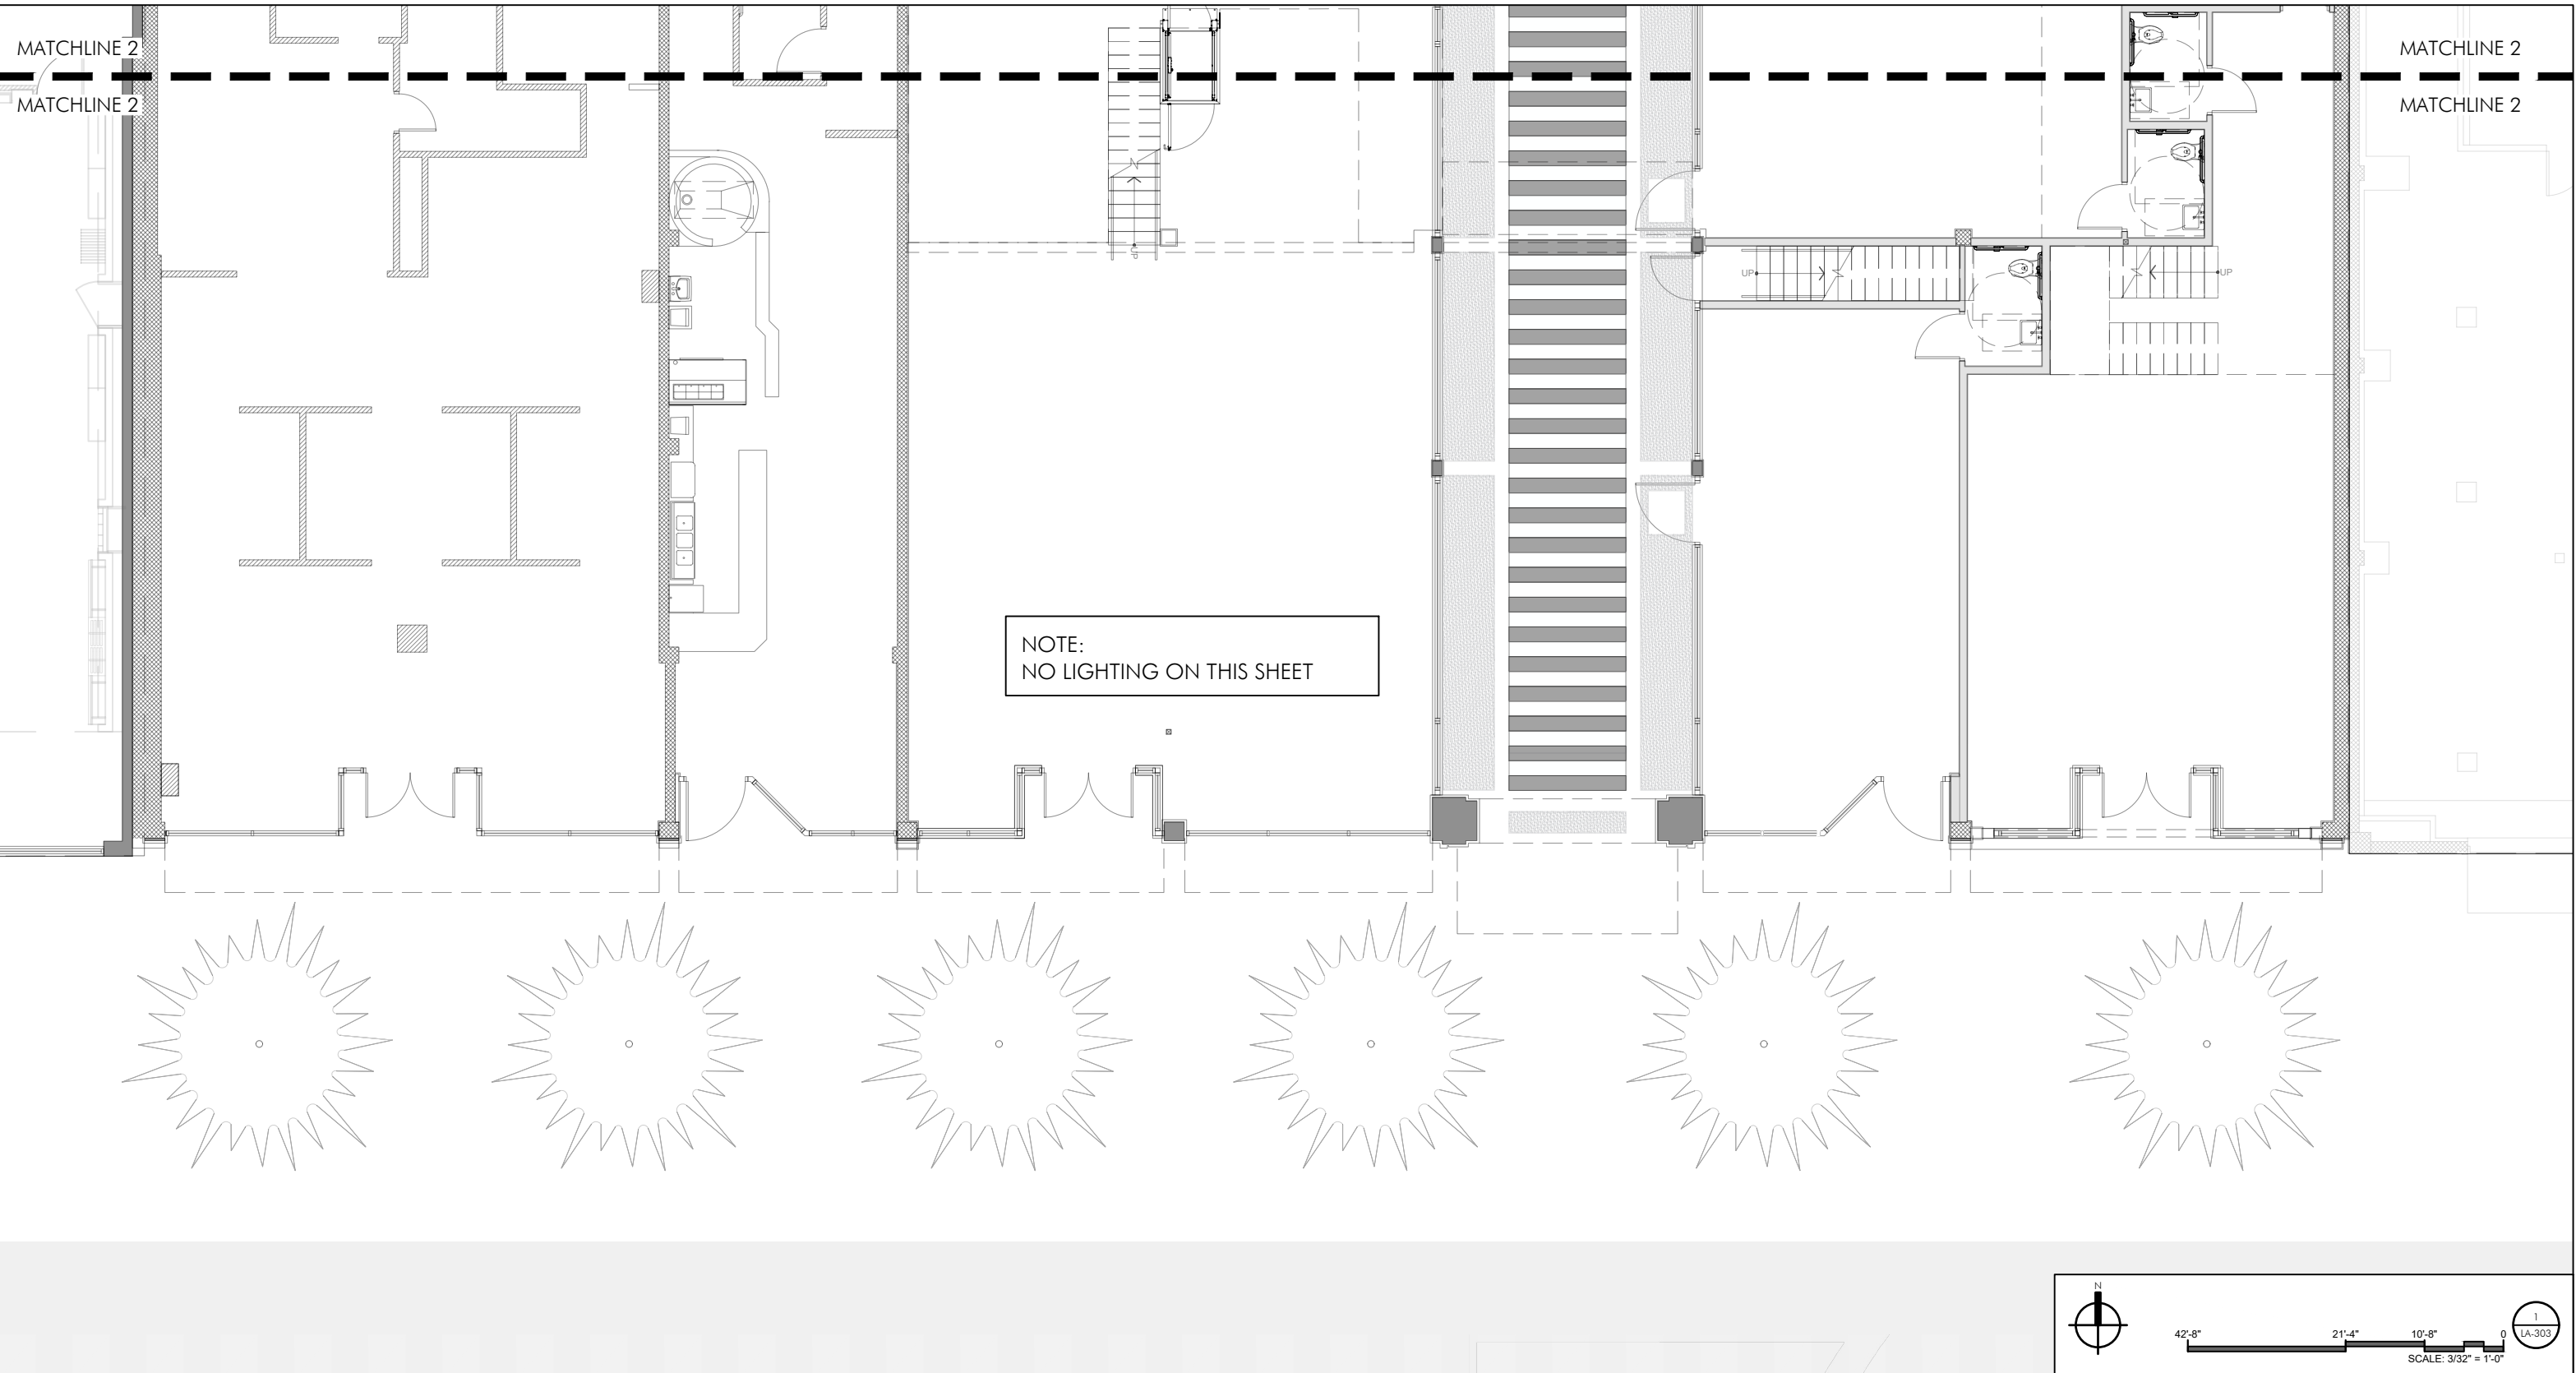 MATCHLINE 2
MATCHLINE 2
MATCHLINE 2
MATCHLINE 2
UP
UP
UP
NOTE:
NO LIGHTING ON THIS SHEET
N
42'-8"
21'-4"
10'-8"
0
SCALE: 3/32" = 1'-0"
1
LA-303